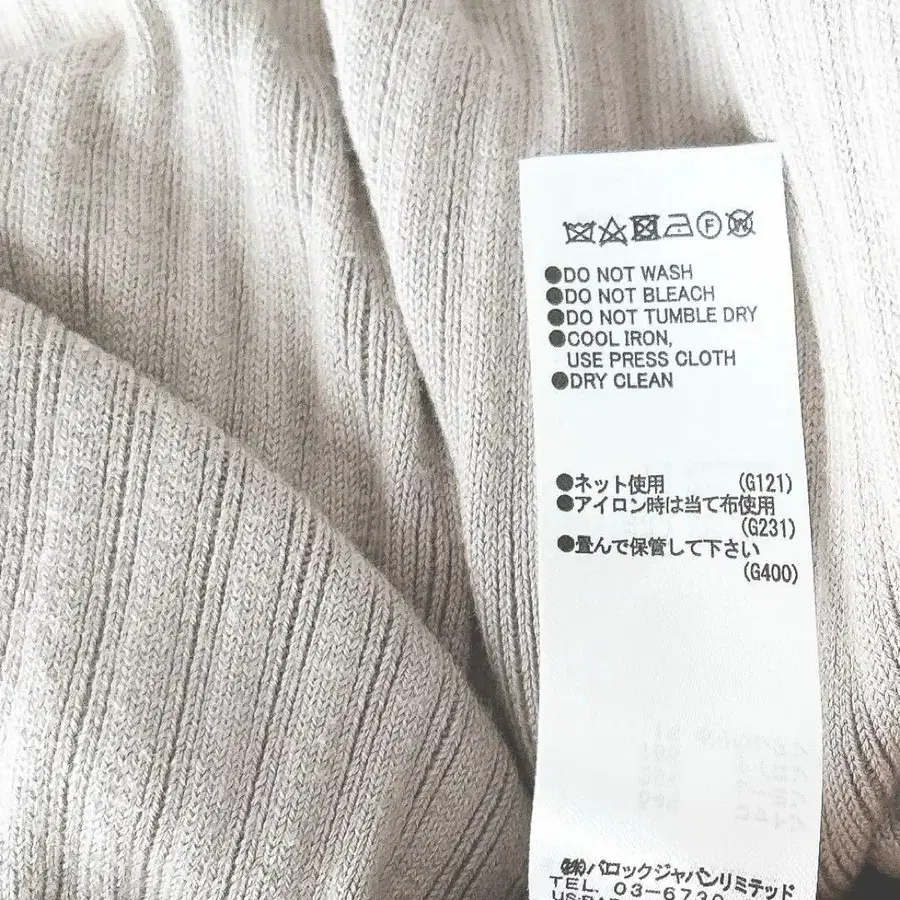 ●DO NOT WASH
●DO NOT BLEACH
●DO NOT TUMBLE DRY
●COOL IRON,
USE PRESS CLOTH
●DRY CLEAN
●ネット使用 (G121)
●アイロン時は当て布使用
(G231)
●畳んで保管して下さい
(G400)
㈱バロックジャパンリミテッド
TEL. 03-6730